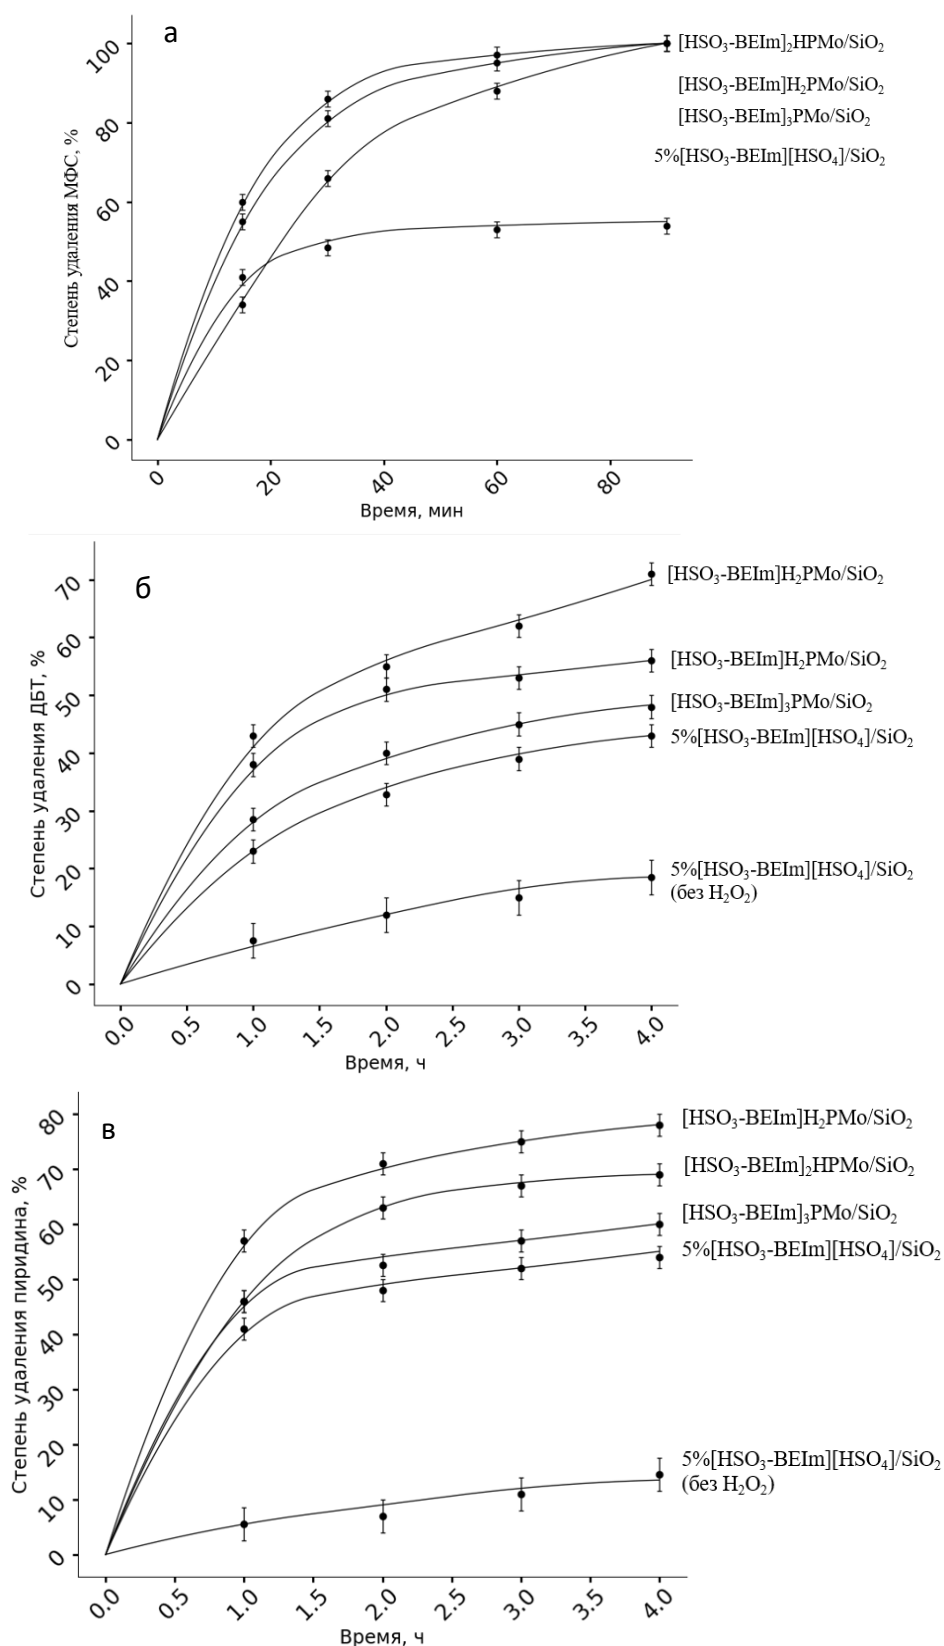 а
Степень удаления МФС, %
100
80
60
40
20
0
0 20 40 60 80
Время, мин
[HSO₃-BEIm]₂HPMo/SiO₂
[HSO₃-BEIm]H₂PMo/SiO₂
[HSO₃-BEIm]₃PMo/SiO₂
5%[HSO₃-BEIm][HSO₄]/SiO₂
б
Степень удаления ДБТ, %
70
60
50
40
30
20
10
0
0.0 0.5 1.0 1.5 2.0 2.5 3.0 3.5 4.0
Время, ч
[HSO₃-BEIm]H₂PMo/SiO₂
[HSO₃-BEIm]H₂PMo/SiO₂
[HSO₃-BEIm]₃PMo/SiO₂
5%[HSO₃-BEIm][HSO₄]/SiO₂
5%[HSO₃-BEIm][HSO₄]/SiO₂
(без H₂O₂)
в
Степень удаления пиридина, %
80
70
60
50
40
30
20
10
0
0.0 0.5 1.0 1.5 2.0 2.5 3.0 3.5 4.0
Время, ч
[HSO₃-BEIm]H₂PMo/SiO₂
[HSO₃-BEIm]₂HPMo/SiO₂
[HSO₃-BEIm]₃PMo/SiO₂
5%[HSO₃-BEIm][HSO₄]/SiO₂
5%[HSO₃-BEIm][HSO₄]/SiO₂
(без H₂O₂)